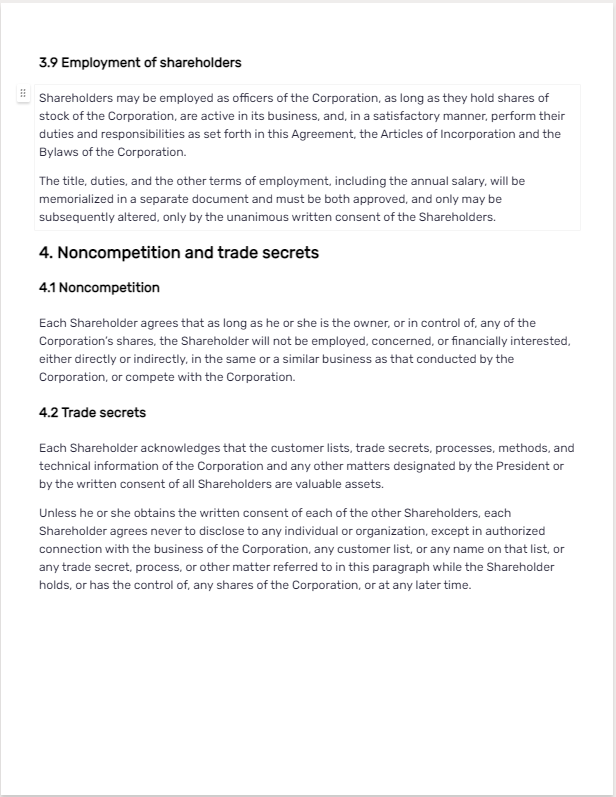 3.9 Employment of shareholders
Shareholders may be employed as officers of the Corporation, as long as they hold shares of
stock of the Corporation, are active in its business, and, in a satisfactory manner, perform their
duties and responsibilities as set forth in this Agreement, the Articles of Incorporation and the
Bylaws of the Corporation.
The title, duties, and the other terms of employment, including the annual salary, will be
memorialized in a separate document and must be both approved, and only may be
subsequently altered, only by the unanimous written consent of the Shareholders.
4. Noncompetition and trade secrets
4.1 Noncompetition
Each Shareholder agrees that as long as he or she is the owner, or in control of, any of the
Corporation's shares, the Shareholder will not be employed, concerned, or financially interested,
either directly or indirectly, in the same or a similar business as that conducted by the
Corporation, or compete with the Corporation.
4.2 Trade secrets
Each Shareholder acknowledges that the customer lists, trade secrets, processes, methods, and
technical information of the Corporation and any other matters designated by the President or
by the written consent of all Shareholders are valuable assets.
Unless he or she obtains the written consent of each of the other Shareholders, each
Shareholder agrees never to disclose to any individual or organization, except in authorized
connection with the business of the Corporation, any customer list, or any name on that list, or
any trade secret, process, or other matter referred to in this paragraph while the Shareholder
holds, or has the control of, any shares of the Corporation, or at any later time.